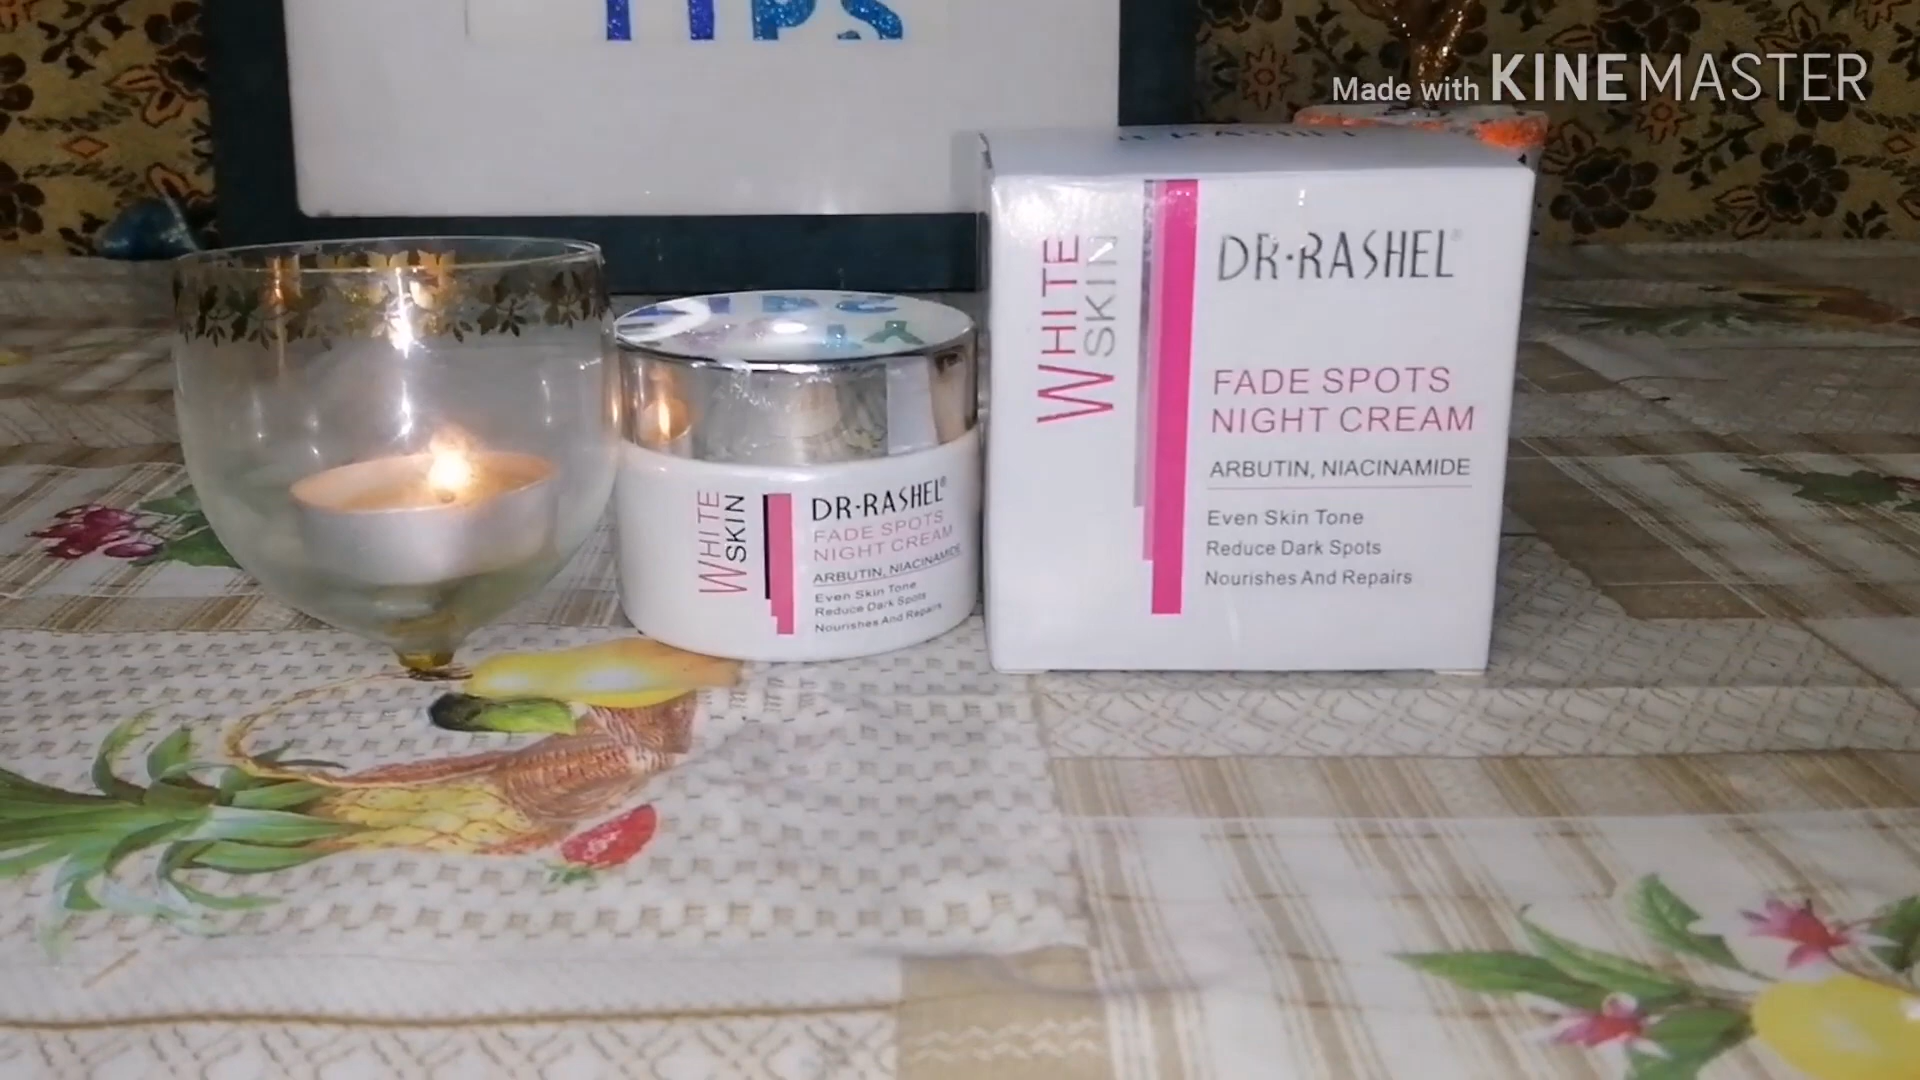 TIPS
Made with KINEMASTER
DR·RASHEL®
WHITE
SKIN
FADE SPOTS
NIGHT CREAM
ARBUTIN, NIACINAMIDE
Even Skin Tone
Reduce Dark Spots
Nourishes And Repairs
WHITE
SKIN
DR·RASHEL®
FADE SPOTS
NIGHT CREAM
ARBUTIN, NIACINAMIDE
Even Skin Tone
Reduce Dark Spots
Nourishes And Repairs